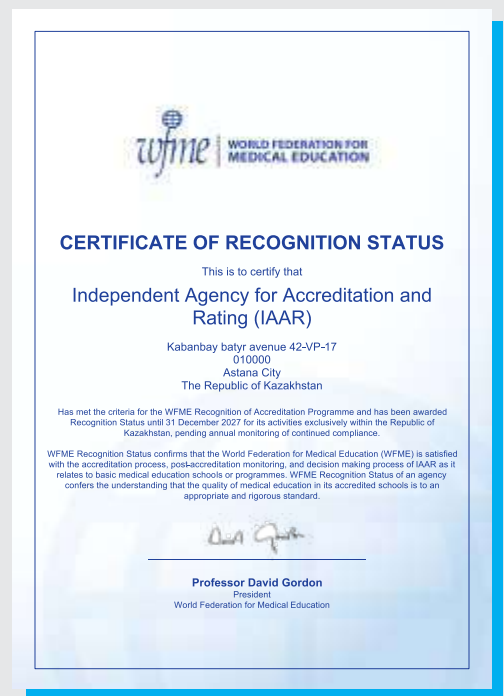 wfme
WORLD FEDERATION FOR
MEDICAL EDUCATION
CERTIFICATE OF RECOGNITION STATUS
This is to certify that
Independent Agency for Accreditation and
Rating (IAAR)
Kabanbay batyr avenue 42-VP-17
010000
Astana City
The Republic of Kazakhstan
Has met the criteria for the WFME Recognition of Accreditation Programme and has been awarded
Recognition Status until 31 December 2027 for its activities exclusively within the Republic of
Kazakhstan, pending annual monitoring of continued compliance.
WFME Recognition Status confirms that the World Federation for Medical Education (WFME) is satisfied
with the accreditation process, post-accreditation monitoring, and decision making process of IAAR as it
relates to basic medical education schools or programmes. WFME Recognition Status of an agency
confers the understanding that the quality of medical education in its accredited schools is to an
appropriate and rigorous standard.
David Gordon
Professor David Gordon
President
World Federation for Medical Education